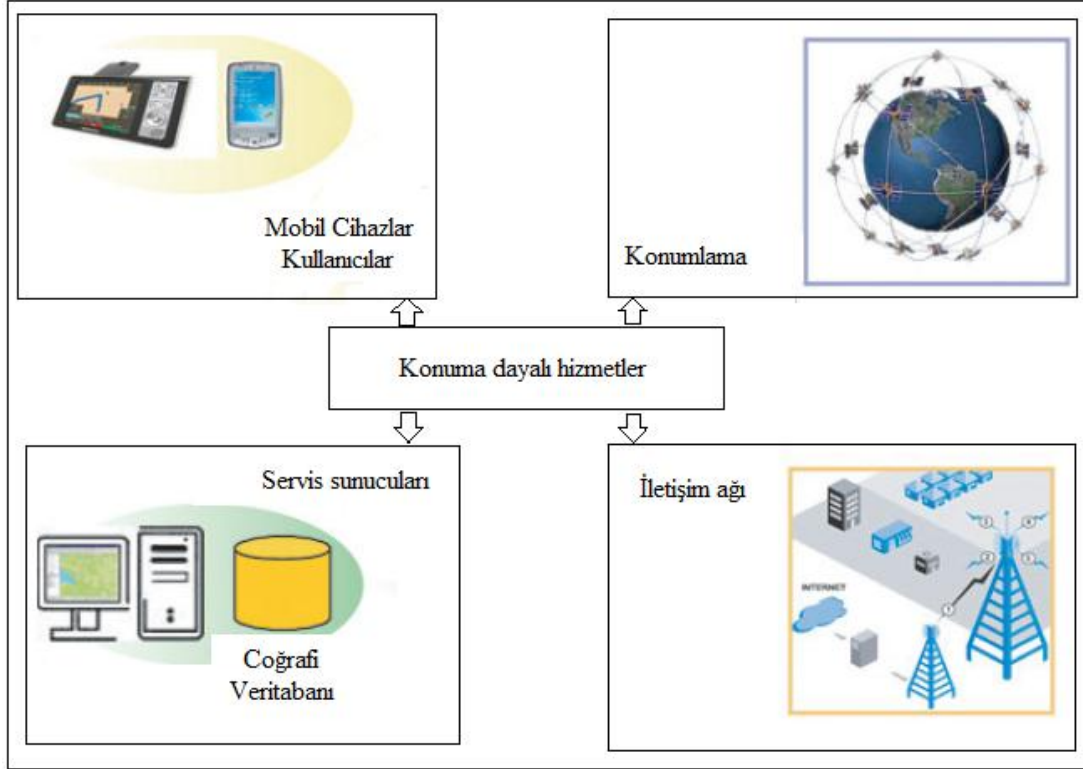 Mobil Cihazlar
Kullanıcılar
Konumlama
Konuma dayalı hizmetler
Servis sunucuları
Coğrafi
Veritabanı
İletişim ağı
INTERNET